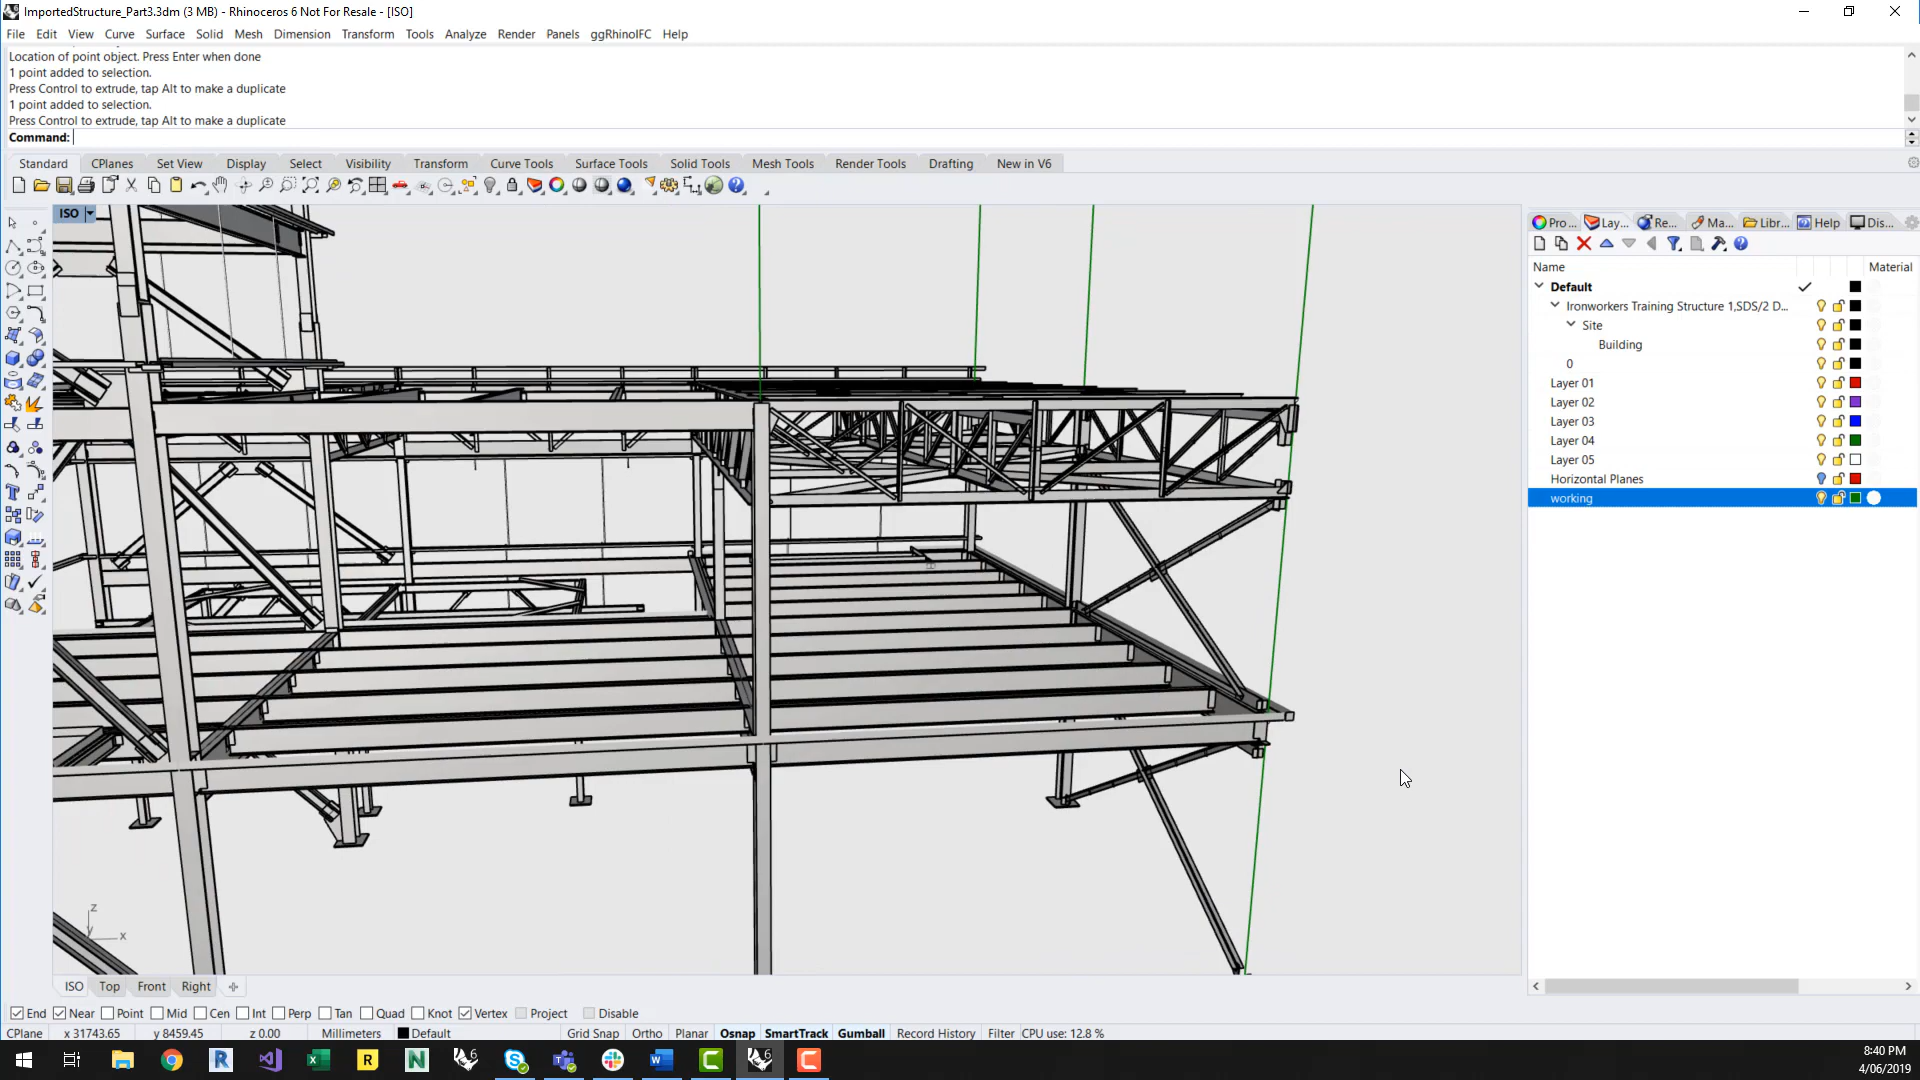 ImportedStructure_Part3.3dm (3 MB) - Rhinoceros 6 Not For Resale - [ISO]
File Edit View Curve Surface Solid Mesh Dimension Transform Tools Analyze Render Panels ggRhinoIFC Help
Location of point object. Press Enter when done
1 point added to selection.
Press Control to extrude, tap Alt to make a duplicate
1 point added to selection.
Press Control to extrude, tap Alt to make a duplicate
Command:
Standard CPlanes Set View Display Select Visibility Transform Curve Tools Surface Tools Solid Tools Mesh Tools Render Tools Drafting New in V6
ISO
Pro... Lay... Re... Ma... Libr... Help Dis...
Name Material
Default
Ironworkers Training Structure 1,SDS/2 D...
Site
Building
0
Layer 01
Layer 02
Layer 03
Layer 04
Layer 05
Horizontal Planes
working
z
y
x
ISO Top Front Right
End Near Point Mid Cen Int Perp Tan Quad Knot Vertex Project Disable
CPlane x 31743.65 y 8459.45 z 0.00 Millimeters Default Grid Snap Ortho Planar Osnap SmartTrack Gumball Record History Filter CPU use: 12.8 %
8:40 PM
4/06/2019